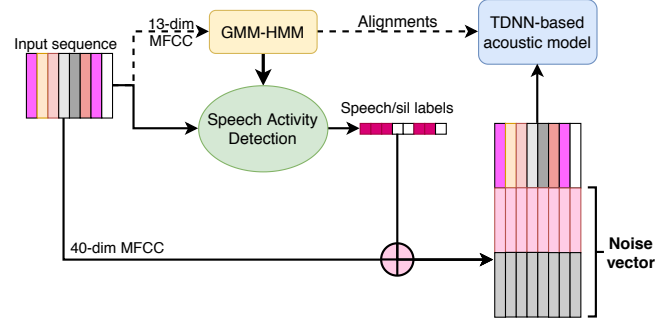 Input sequence
13-dim
MFCC
GMM-HMM
Alignments
TDNN-based
acoustic model
Speech Activity
Detection
Speech/sil labels
40-dim MFCC
Noise
vector